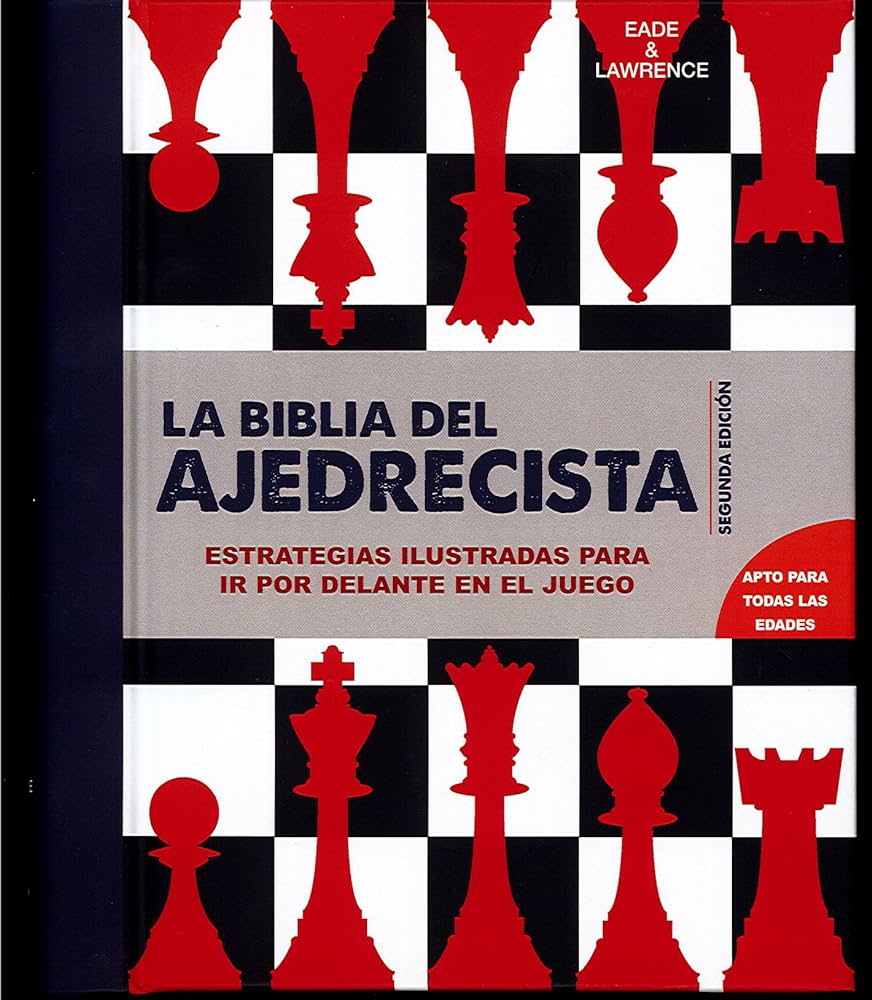 EADE
&
LAWRENCE
LA BIBLIA DEL
AJEDRECISTA
SEGUNDA EDICIÓN
ESTRATEGIAS ILUSTRADAS PARA
IR POR DELANTE EN EL JUEGO
APTO PARA
TODAS LAS
EDADES